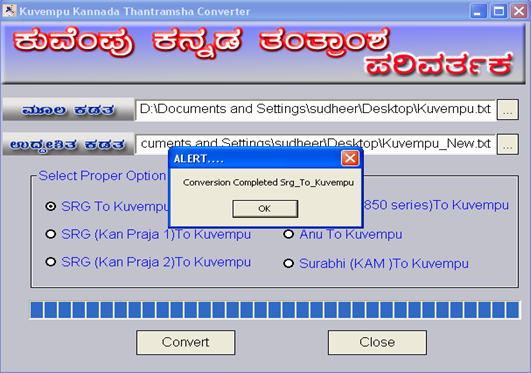 Kuvempu Kannada Thantramsha Converter
ಕುವೆಂಪು ಕನ್ನಡ ತಂತ್ರಾಂಶ
ಪರಿವರ್ತಕ
ಮೂಲ ಕಡತ D:\Documents and Settings\sudheer\Desktop\Kuvempu.txt ...
ಉದ್ದೇಶಿತ ಕಡತ cuments and Settings\sudheer\Desktop\Kuvempu_New.txt ...
ALERT....
Conversion Completed Srg_To_Kuvempu
OK
Select Proper Option
SRG To Kuvempu 850 series)To Kuvempu
SRG (Kan Praja 1)To Kuvempu Anu To Kuvempu
SRG (Kan Praja 2)To Kuvempu Surabhi (KAM )To Kuvempu
Convert Close